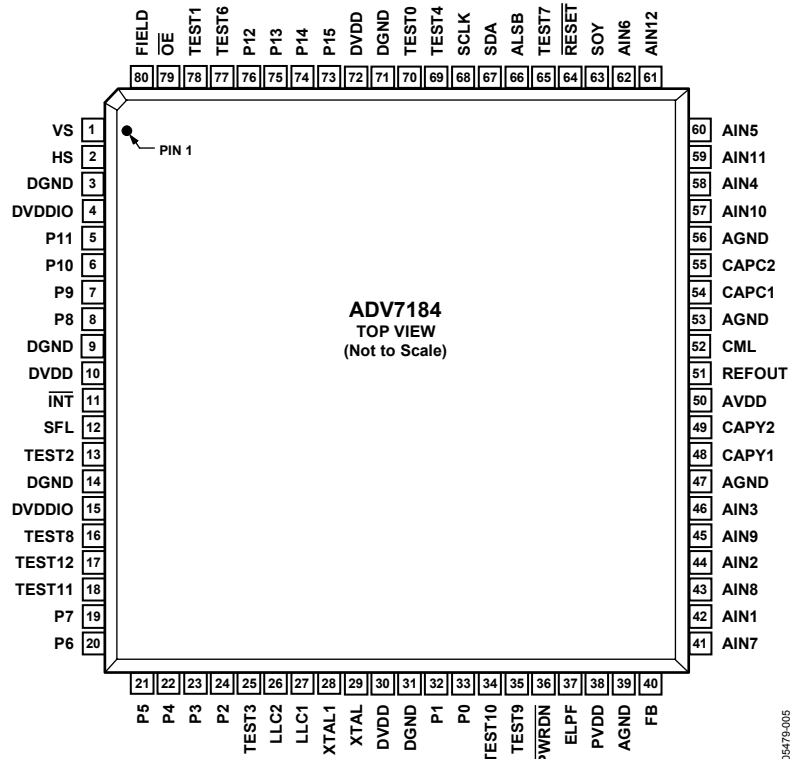 FIELD
OE
TEST1
TEST6
P12
P13
P14
P15
DVDD
DGND
TEST0
TEST4
SCLK
SDA
ALSB
TEST7
RESET
SOY
AIN6
AIN12
80 79 78 77 76 75 74 73 72 71 70 69 68 67 66 65 64 63 62 61
VS 1
HS 2
DGND 3
DVDDIO 4
P11 5
P10 6
P9 7
P8 8
DGND 9
DVDD 10
INT 11
SFL 12
TEST2 13
DGND 14
DVDDIO 15
TEST8 16
TEST12 17
TEST11 18
P7 19
P6 20
PIN 1
ADV7184
TOP VIEW
(Not to Scale)
60 AIN5
59 AIN11
58 AIN4
57 AIN10
56 AGND
55 CAPC2
54 CAPC1
53 AGND
52 CML
51 REFOUT
50 AVDD
49 CAPY2
48 CAPY1
47 AGND
46 AIN3
45 AIN9
44 AIN2
43 AIN8
42 AIN1
41 AIN7
21 22 23 24 25 26 27 28 29 30 31 32 33 34 35 36 37 38 39 40
P5
P4
P3
P2
TEST3
LLC2
LLC1
XTAL1
XTAL
DVDD
DGND
P1
P0
TEST10
TEST9
PWRDN
ELPF
PVDD
AGND
FB
05479-005